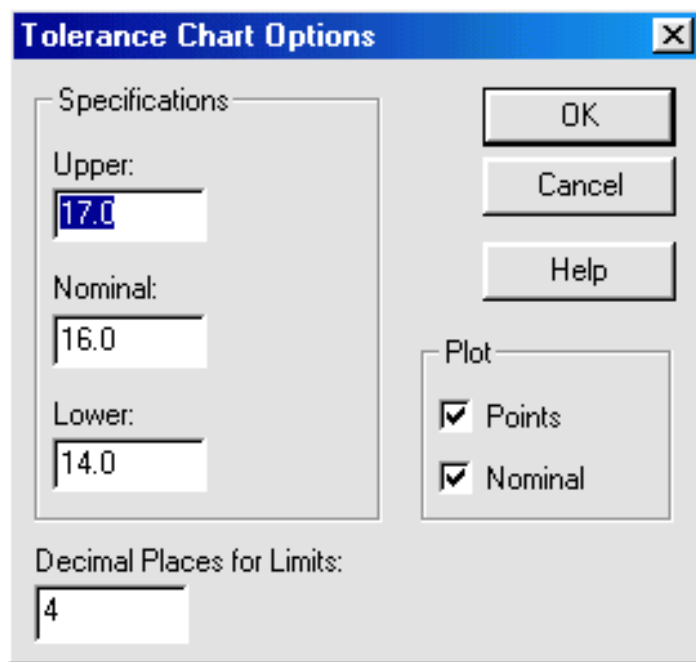 Tolerance Chart Options
Specifications
Upper:
17.0
Nominal:
16.0
Lower:
14.0
OK
Cancel
Help
Plot
Points
Nominal
Decimal Places for Limits:
4